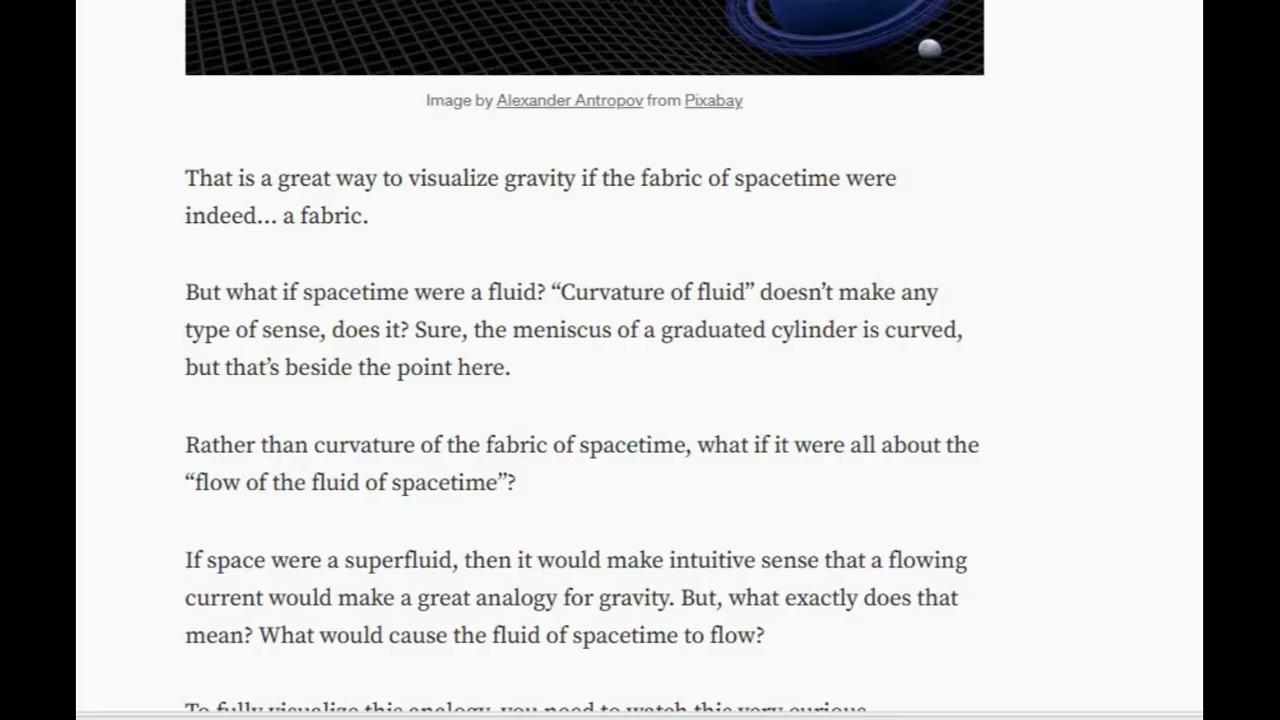 Image by Alexander Antropov from Pixabay
That is a great way to visualize gravity if the fabric of spacetime were
indeed... a fabric.
But what if spacetime were a fluid? “Curvature of fluid” doesn’t make any
type of sense, does it? Sure, the meniscus of a graduated cylinder is curved,
but that’s beside the point here.
Rather than curvature of the fabric of spacetime, what if it were all about the
“flow of the fluid of spacetime”?
If space were a superfluid, then it would make intuitive sense that a flowing
current would make a great analogy for gravity. But, what exactly does that
mean? What would cause the fluid of spacetime to flow?
To fully visualize this analogy, you need to watch this very curious